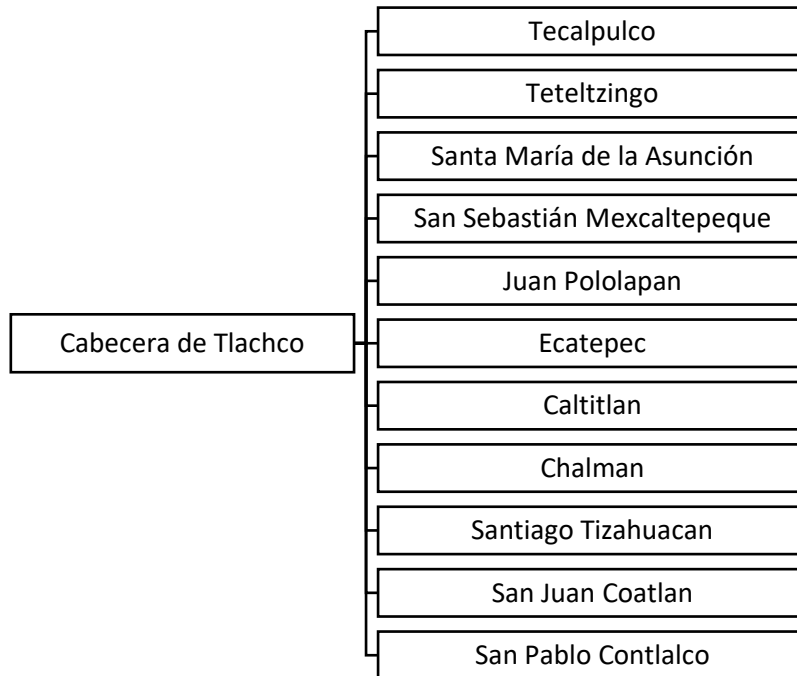 Tecalpulco
Teteltzingo
Santa María de la Asunción
San Sebastián Mexcaltepeque
Juan Pololapan
Cabecera de Tlachco
Ecatepec
Caltitlan
Chalman
Santiago Tizahuacan
San Juan Coatlan
San Pablo Contlalco